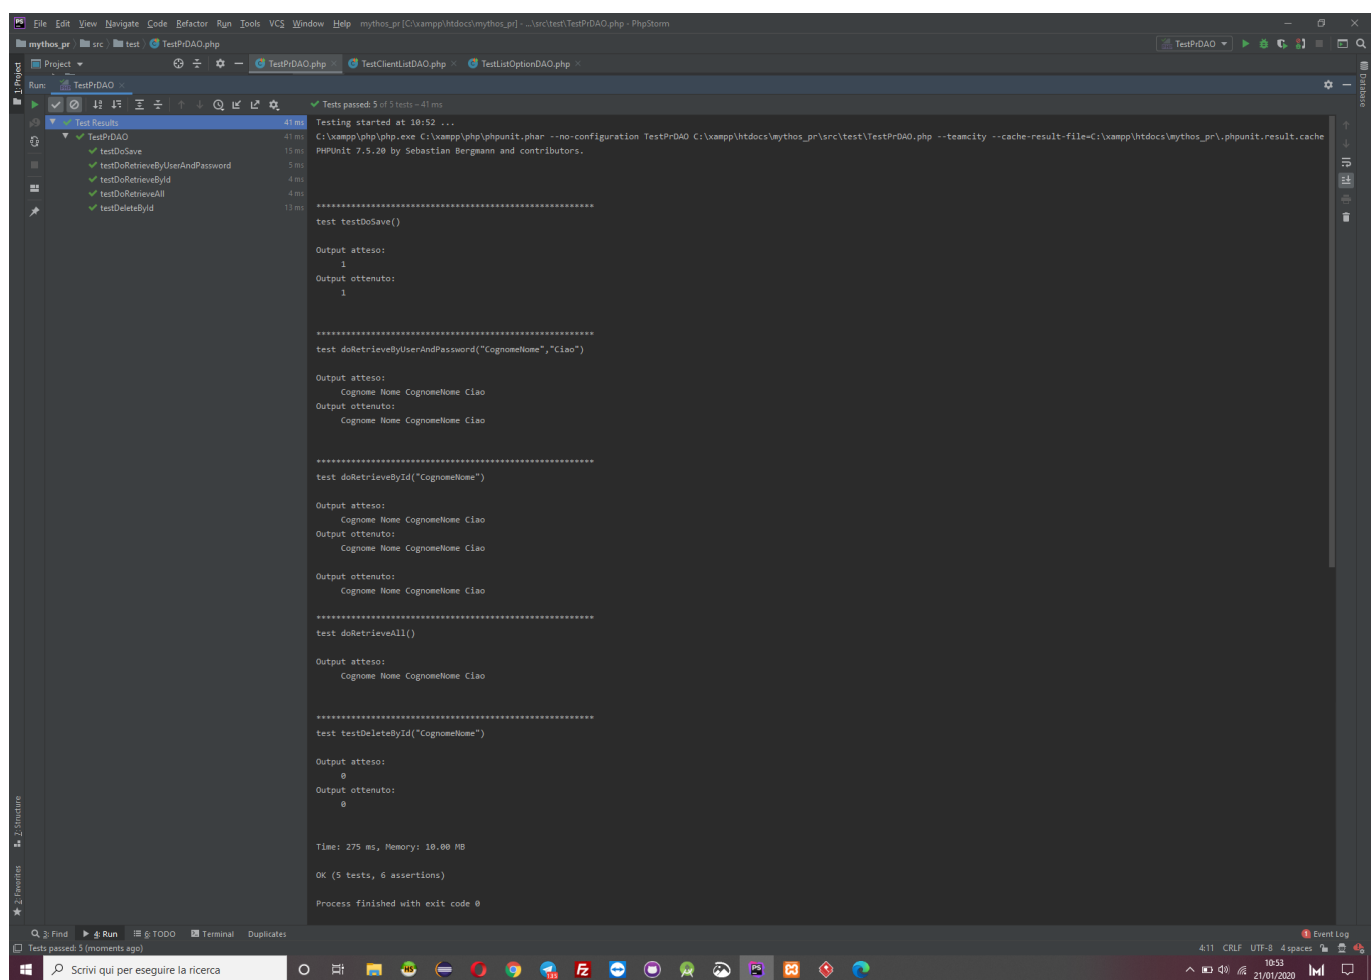 File Edit View Navigate Code Refactor Run Tools VCS Window Help mythos_pr [C:\xampp\htdocs\mythos_pr] - ...\src\test\TestPrDAO.php - PhpStorm
mythos_pr src test TestPrDAO.php TestPrDAO
1: Project Project TestPrDAO.php TestClientListDAO.php TestListOptionDAO.php
Database
Run: TestPrDAO
Tests passed: 5 of 5 tests – 41 ms
Test Results 41 ms
TestPrDAO 41 ms
testDoSave 15 ms
testDoRetrieveByUserAndPassword 5 ms
testDoRetrieveById 4 ms
testDoRetrieveAll 4 ms
testDeleteById 13 ms
Testing started at 10:52 ...
C:\xampp\php\php.exe C:\xampp\php\phpunit.phar --no-configuration TestPrDAO C:\xampp\htdocs\mythos_pr\src\test\TestPrDAO.php --teamcity --cache-result-file=C:\xampp\htdocs\mythos_pr\.phpunit.result.cache
PHPUnit 7.5.20 by Sebastian Bergmann and contributors.
*******************************************************
test testDoSave()
Output atteso:
1
Output ottenuto:
1
*******************************************************
test doRetrieveByUserAndPassword("CognomeNome","Ciao")
Output atteso:
Cognome Nome CognomeNome Ciao
Output ottenuto:
Cognome Nome CognomeNome Ciao
*******************************************************
test doRetrieveById("CognomeNome")
Output atteso:
Cognome Nome CognomeNome Ciao
Output ottenuto:
Cognome Nome CognomeNome Ciao
Output ottenuto:
Cognome Nome CognomeNome Ciao
*******************************************************
test doRetrieveAll()
Output atteso:
Cognome Nome CognomeNome Ciao
*******************************************************
test testDeleteById("CognomeNome")
Output atteso:
0
Output ottenuto:
0
Time: 275 ms, Memory: 10.00 MB
OK (5 tests, 6 assertions)
Process finished with exit code 0
7: Structure
2: Favorites
3: Find 4: Run 6: TODO Terminal Duplicates 1 Event Log
Tests passed: 5 (moments ago) 4:11 CRLF UTF-8 4 spaces
Scrivi qui per eseguire la ricerca
10:53
21/01/2020